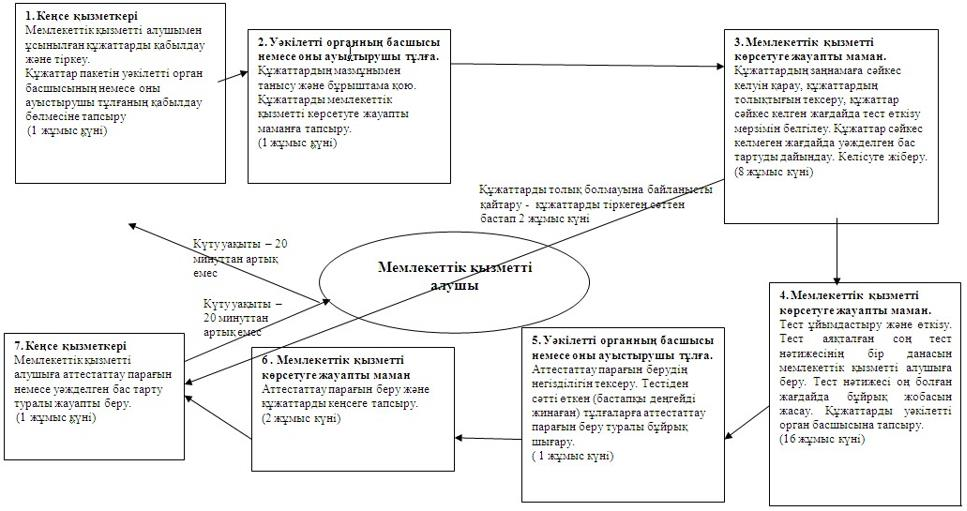 1. Кеңсе қызметкері
Мемлекеттік қызметті алушымен
ұсынылған құжаттарды қабылдау
және тіркеу.
Құжаттар пакетін уәкілетті орган
басшысының немесе оны
ауыстырушы тұлғаның қабылдау
бөлмесіне тапсыру
(1 жұмыс күні)
2. Уәкілетті органның басшысы
немесе оны ауыстырушы тұлға.
Құжаттардың мазмұнымен
танысу және бұрыштама қою.
Құжаттарды мемлекеттік
қызметті көрсетуге жауапты
маманға тапсыру.
(1 жұмыс күні)
3. Мемлекеттік қызметті
көрсетуге жауапты маман.
Құжаттардың заңнамаға сәйкес
келуін қарау, құжаттардың
толықтығын тексеру, құжаттар
сәйкес келген жағдайда тест өткізу
мерзімін белгілеу. Құжаттар сәйкес
келмеген жағдайда уәжделген бас
тартуды дайындау. Келісуге жіберу.
(8 жұмыс күні)
Құжаттарды толық болмауына байланысты
қайтару - құжаттарды тіркеген сәттен
бастап 2 жұмыс күні
Күту уақыты – 20
минуттан артық
емес
Мемлекеттік қызметті
алушы
Күту уақыты –
20 минуттан
артық емес
4. Мемлекеттік қызметті
көрсетуге жауапты маман.
Тест ұйымдастыру және өткізу.
Тест аяқталған соң тест
нәтижесінің бір данасын
мемлекеттік қызметті алушыға
беру. Тест нәтижесі оң болған
жағдайда бұйрық жобасын
жасау. Құжаттарды уәкілетті
орган басшысына тапсыру.
(16 жұмыс күні)
5. Уәкілетті органның басшысы
немесе оны ауыстырушы тұлға.
Аттестаттау парағын берудің
негізділігін тексеру. Тестіден
сәтті өткен (бастапқы деңгейді
жинаған) тұлғаларға аттестаттау
парағын беру туралы бұйрық
шығару.
( 1 жұмыс күні)
6 . Мемлекеттік қызметті
көрсетуге жауапты маман
Аттестаттау парағын беру және
құжаттарды кеңсеге тапсыру.
(2 жұмыс күні)
7. Кеңсе қызметкері
Мемлекеттік қызметті
алушыға аттестаттау парағын
немесе уәжделген бас тарту
туралы жауапты беру.
(1 жұмыс күні)